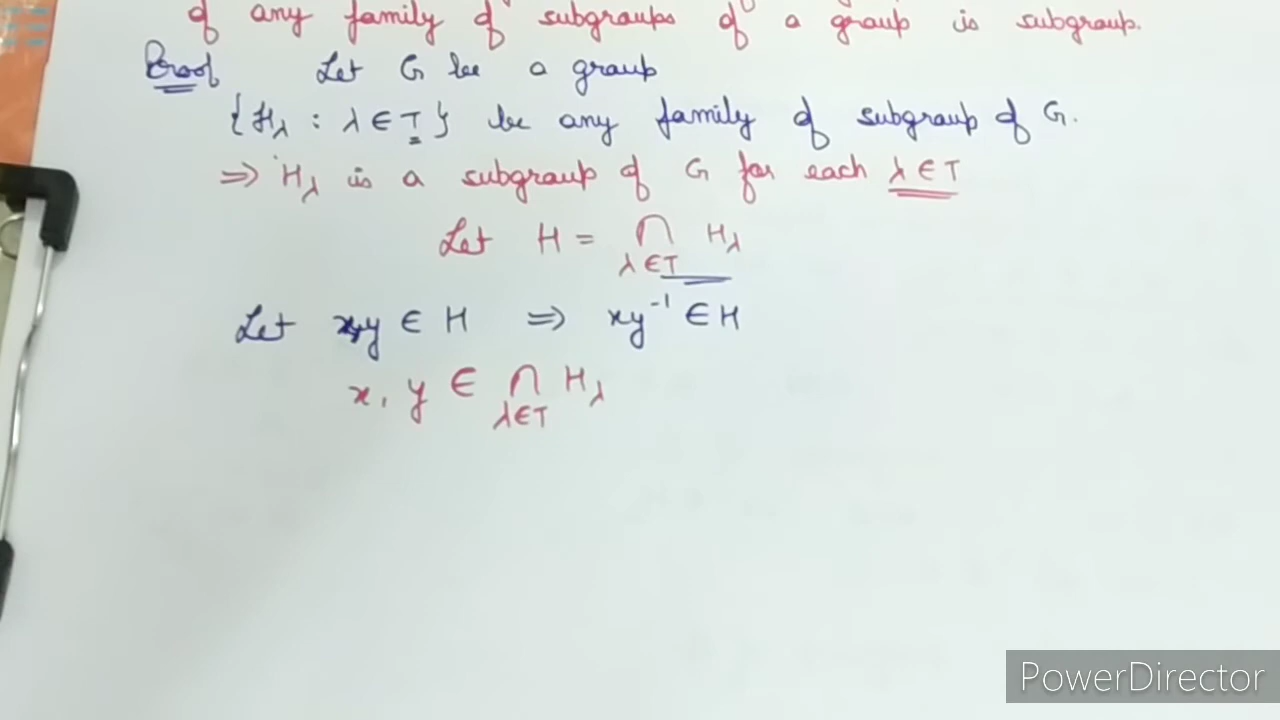 of any family of subgroups of a group is subgroup.
Proof Let G be a group
{Hλ : λ ∈ T} be any family of subgroup of G.
⇒ Hλ is a subgroup of G for each λ ∈ T
Let H = ∩ Hλ
λ ∈ T
Let x,y ∈ H ⇒ xy⁻¹ ∈ H
x, y ∈ ∩ Hλ
λ∈T
PowerDirector